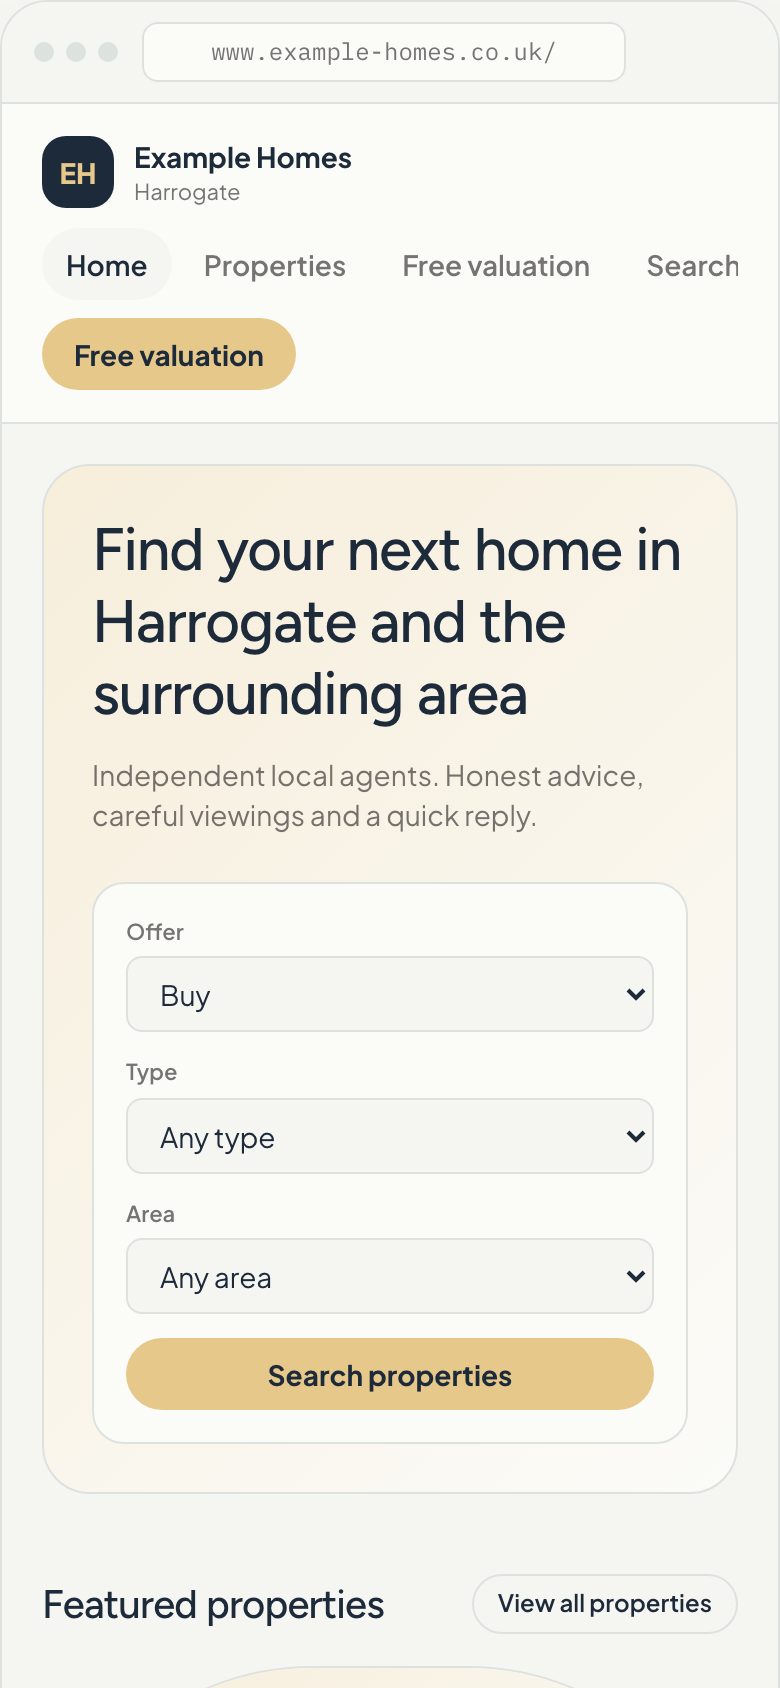 www.example-homes.co.uk/
EH
Example Homes
Harrogate
Home Properties Free valuation Search
Free valuation
Find your next home in
Harrogate and the
surrounding area
Independent local agents. Honest advice,
careful viewings and a quick reply.
Offer
Buy
Type
Any type
Area
Any area
Search properties
Featured properties View all properties